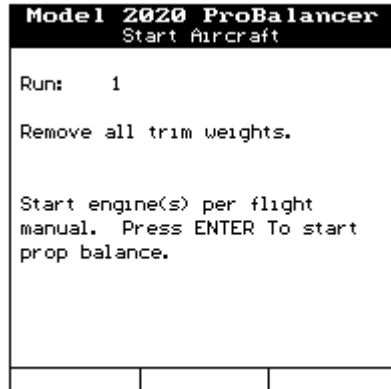 Model 2020 ProBalancer
Start Aircraft
Run: 1
Remove all trim weights.
Start engine(s) per flight
manual. Press ENTER To start
prop balance.